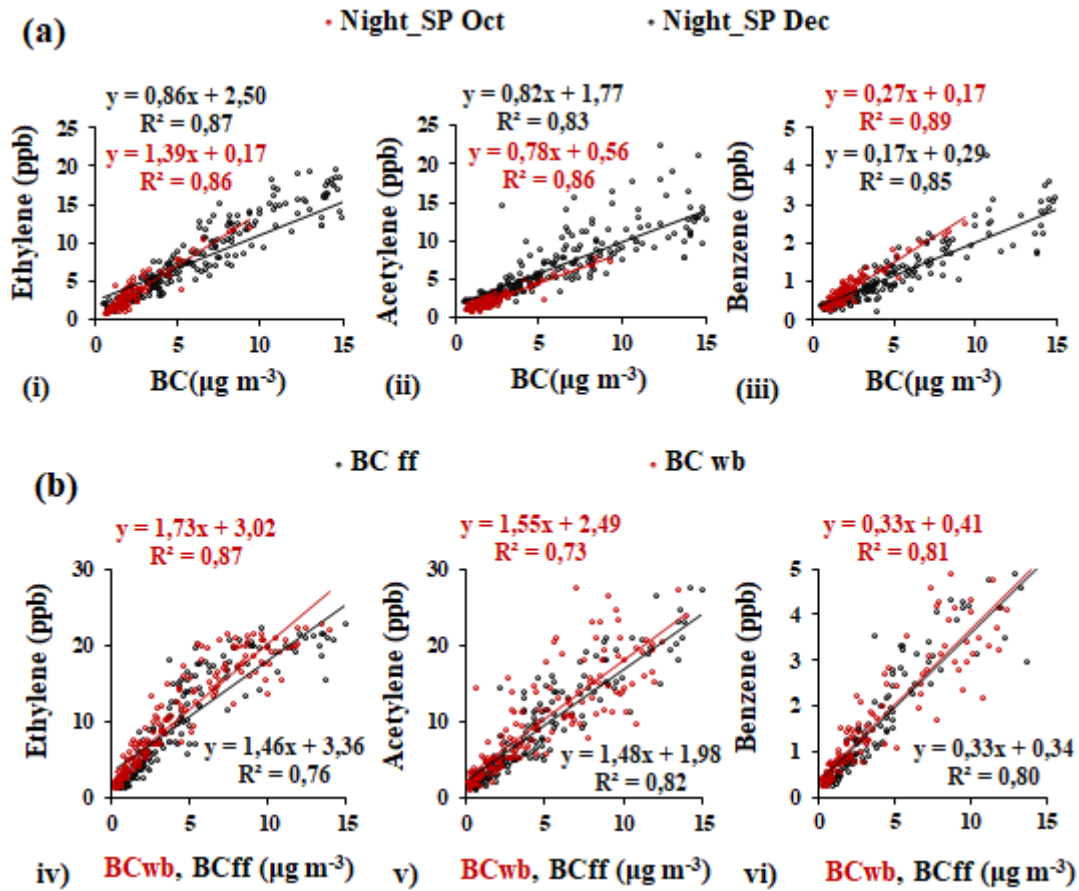 (a)
Night_SP Oct
Night_SP Dec
y = 0,86x + 2,50
R² = 0,87
y = 1,39x + 0,17
R² = 0,86
Ethylene (ppb)
25
20
15
10
5
0
0 5 10 15
BC(µg m⁻³)
(i)
y = 0,82x + 1,77
R² = 0,83
y = 0,78x + 0,56
R² = 0,86
Acetylene (ppb)
25
20
15
10
5
0
0 5 10 15
BC(µg m⁻³)
(ii)
y = 0,27x + 0,17
R² = 0,89
y = 0,17x + 0,29
R² = 0,85
Benzene (ppb)
5
4
3
2
1
0
0 5 10 15
BC(µg m⁻³)
(iii)
(b)
BC ff
BC wb
y = 1,73x + 3,02
R² = 0,87
Ethylene (ppb)
30
20
10
0
y = 1,46x + 3,36
R² = 0,76
0 5 10 15
BCwb, BCff (µg m⁻³)
iv)
y = 1,55x + 2,49
R² = 0,73
Acetylene (ppb)
30
20
10
0
y = 1,48x + 1,98
R² = 0,82
0 5 10 15
BCwb, BCff (µg m⁻³)
v)
y = 0,33x + 0,41
R² = 0,81
Benzene (ppb)
5
4
3
2
1
0
y = 0,33x + 0,34
R² = 0,80
0 5 10 15
BCwb, BCff (µg m⁻³)
vi)